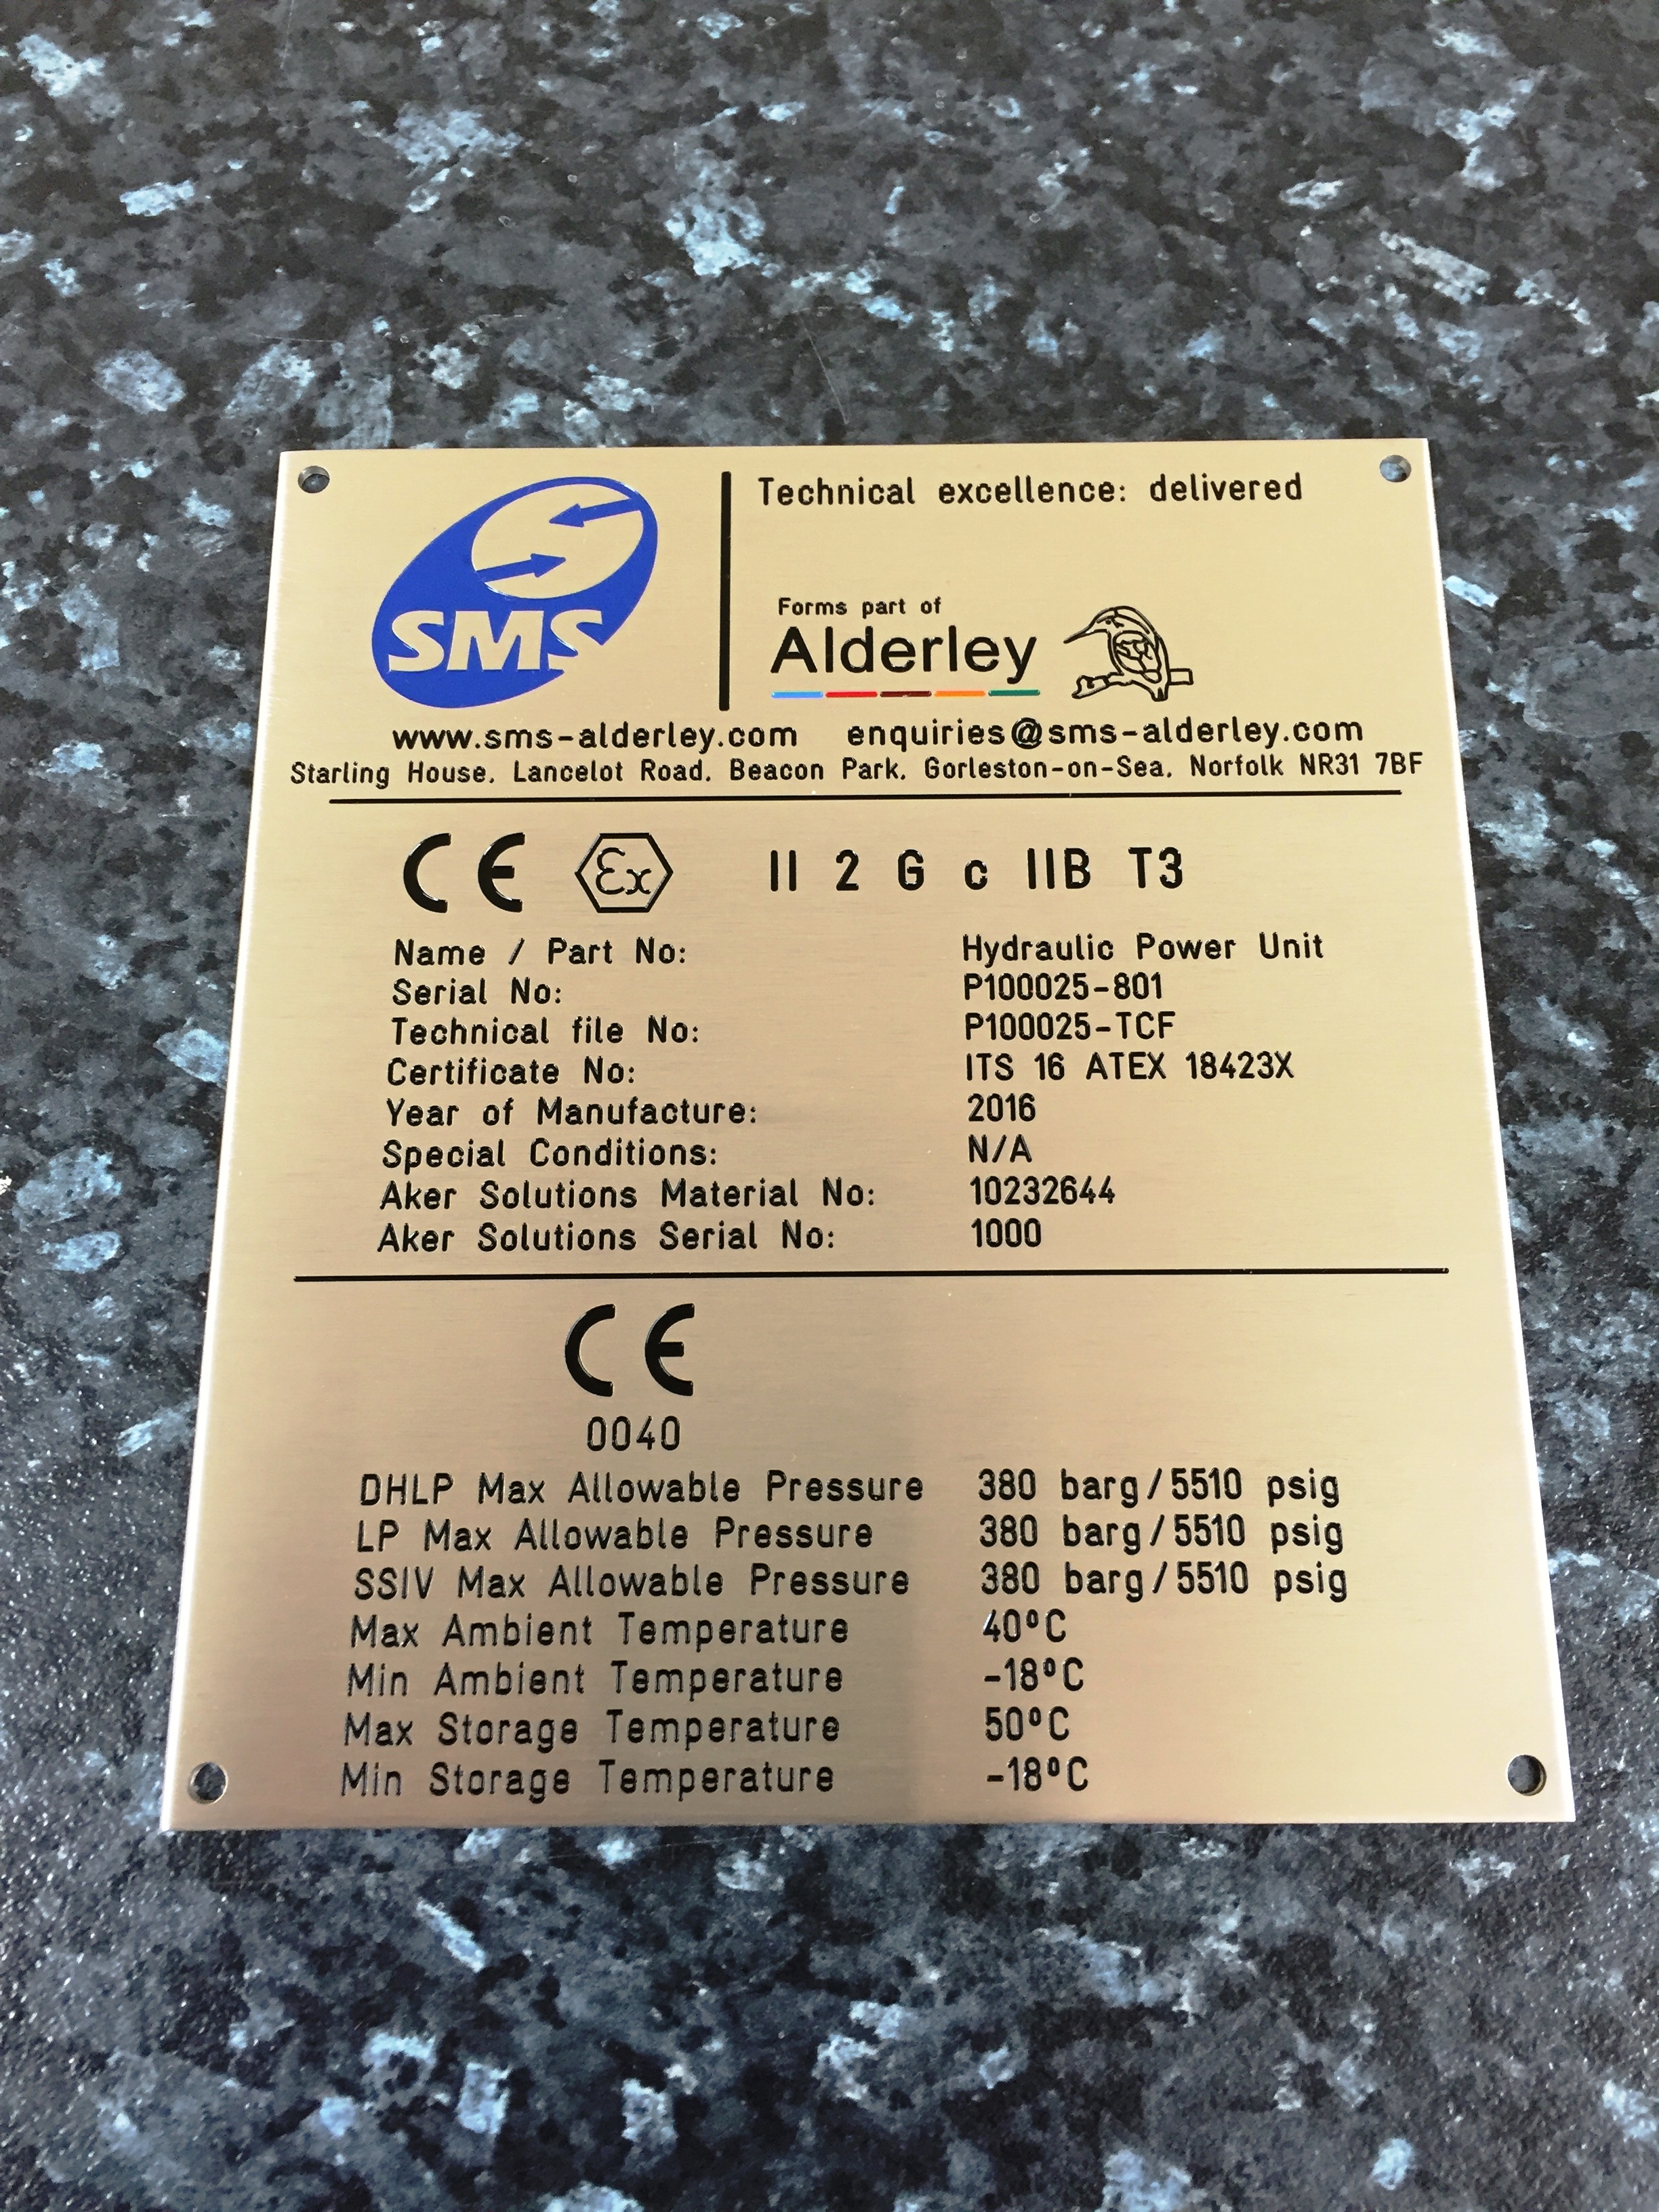 SMS
Technical excellence: delivered
Forms part of
Alderley
www.sms-alderley.com enquiries@sms-alderley.com
Starling House. Lancelot Road. Beacon Park. Gorleston-on-Sea. Norfolk NR31 7BF
CE Ex II 2 G c IIB T3
Name / Part No: Hydraulic Power Unit
Serial No: P100025-801
Technical file No: P100025-TCF
Certificate No: ITS 16 ATEX 18423X
Year of Manufacture: 2016
Special Conditions: N/A
Aker Solutions Material No: 10232644
Aker Solutions Serial No: 1000
CE
0040
DHLP Max Allowable Pressure 380 barg/5510 psig
LP Max Allowable Pressure 380 barg/5510 psig
SSIV Max Allowable Pressure 380 barg/5510 psig
Max Ambient Temperature 40ºC
Min Ambient Temperature -18ºC
Max Storage Temperature 50ºC
Min Storage Temperature -18ºC